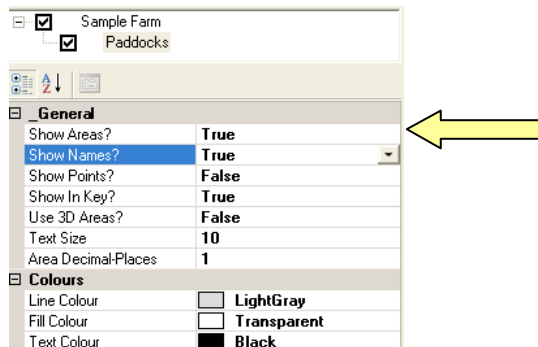 Sample Farm
Paddocks
_General
Show Areas? True
Show Names? True
Show Points? False
Show In Key? True
Use 3D Areas? False
Text Size 10
Area Decimal-Places 1
Colours
Line Colour LightGray
Fill Colour Transparent
Text Colour Black